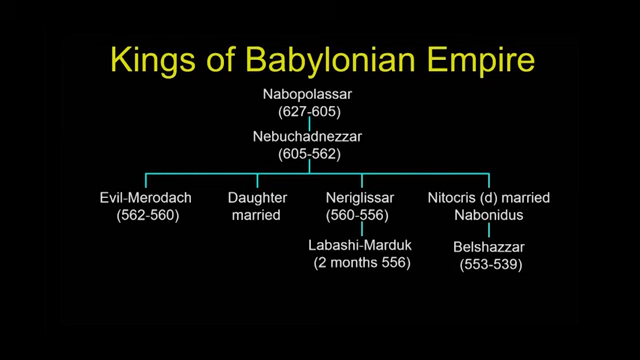 Kings of Babylonian Empire
Nabopolassar
(627-605)
Nebuchadnezzar
(605-562)
Evil-Merodach
(562-560)
Daughter
married
Neriglissar
(560-556)
Nitocris (d) married
Nabonidus
Labashi-Marduk
(2 months 556)
Belshazzar
(553-539)